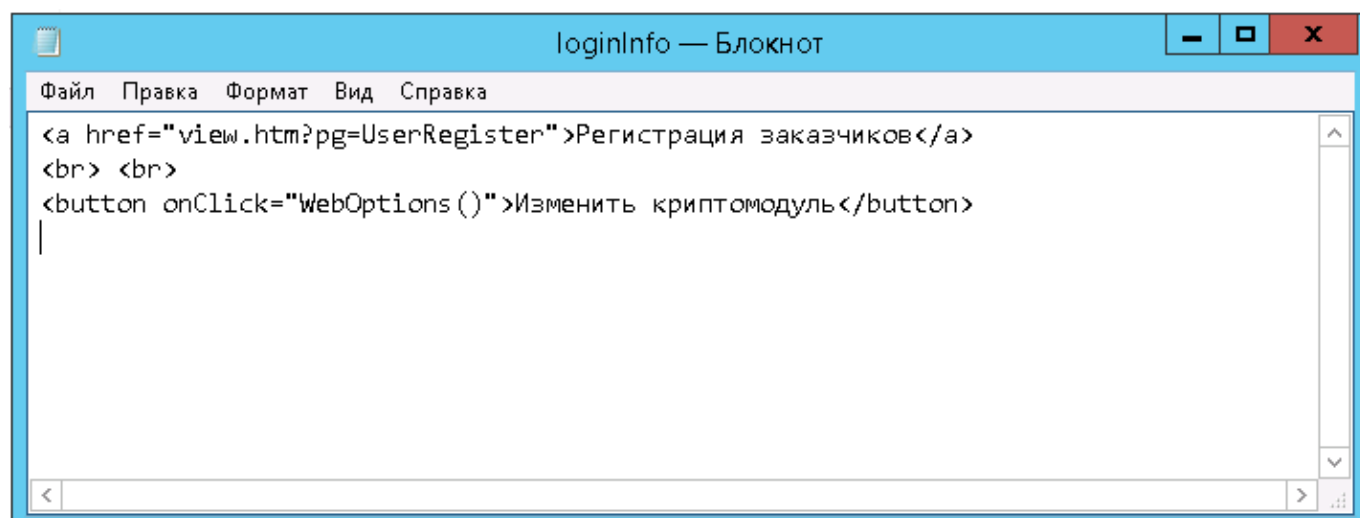 loginInfo — Блокнот
Файл Правка Формат Вид Справка
<a href="view.htm?pg=UserRegister">Регистрация заказчиков</a>
<br> <br>
<button onClick="WebOptions()">Изменить криптомодуль</button>